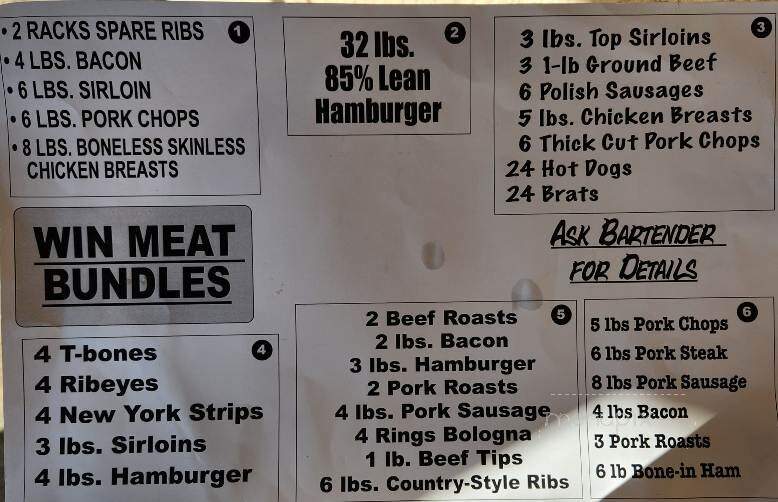 • 2 RACKS SPARE RIBS 1
• 4 LBS. BACON
• 6 LBS. SIRLOIN
• 6 LBS. PORK CHOPS
• 8 LBS. BONELESS SKINLESS
CHICKEN BREASTS
2
32 lbs.
85% Lean
Hamburger
3
3 lbs. Top Sirloins
3 1-lb Ground Beef
6 Polish Sausages
5 lbs. Chicken Breasts
6 Thick Cut Pork Chops
24 Hot Dogs
24 Brats
WIN MEAT
BUNDLES
ASK BARTENDER
FOR DETAILS
4
4 T-bones
4 Ribeyes
4 New York Strips
3 lbs. Sirloins
4 lbs. Hamburger
5
2 Beef Roasts
2 lbs. Bacon
3 lbs. Hamburger
2 Pork Roasts
4 lbs. Pork Sausage
4 Rings Bologna
1 lb. Beef Tips
6 lbs. Country-Style Ribs
6
5 lbs Pork Chops
6 lbs Pork Steak
8 lbs Pork Sausage
4 lbs Bacon
3 Pork Roasts
6 lb Bone-in Ham